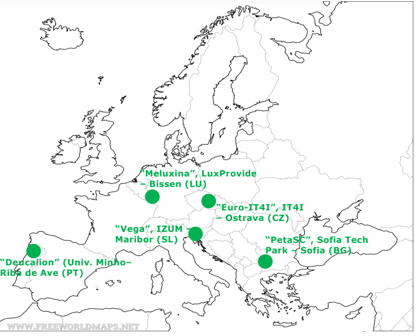 “Meluxina”, LuxProvide
- Bissen (LU)
“Euro-IT4I”, IT4I
– Ostrava (CZ)
“Vega”, IZUM –
Maribor (SL)
“PetaSC”, Sofia Tech
Park – Sofia (BG)
“Deucalion” (Univ. Minho–
Riba de Ave (PT)
WWW.FREEWORLDMAPS.NET